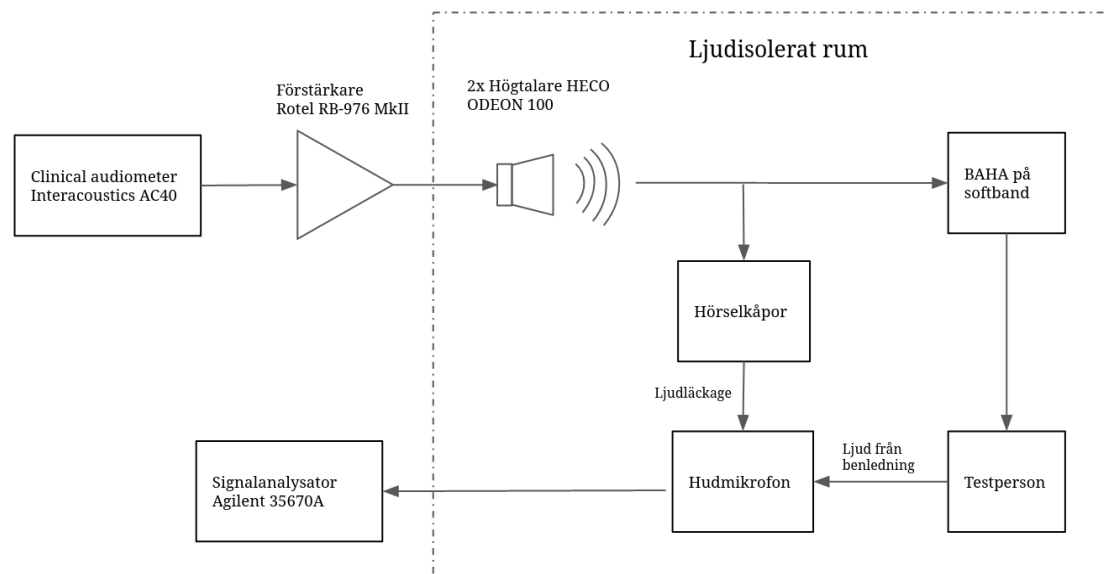 Ljudisolerat rum
Förstärkare
Rotel RB-976 MkII
2x Högtalare HECO
ODEON 100
Clinical audiometer
Interacoustics AC40
BAHA på
softband
Hörselkåpor
Ljudläckage
Ljud från
benledning
Signalanalysator
Agilent 35670A
Hudmikrofon
Testperson